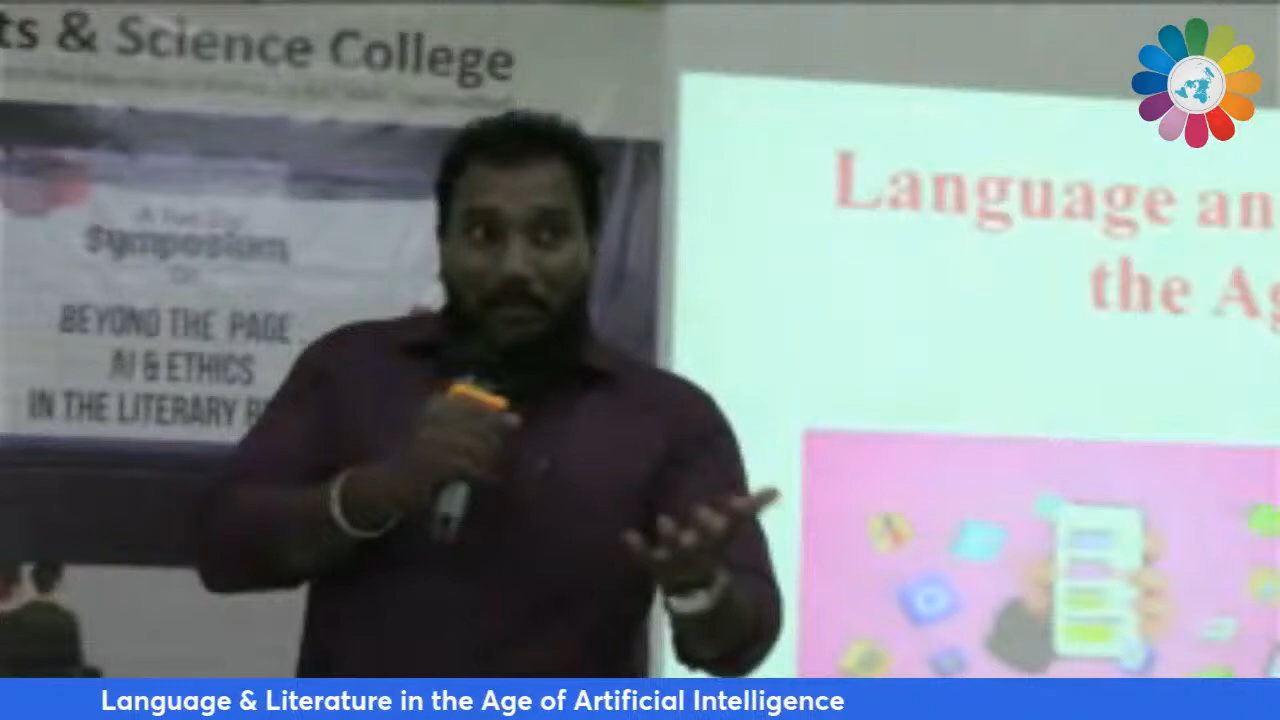 ts & Science College
Symposium
BEYOND THE PAGE
AI & ETHICS
IN THE LITERARY
Language an
the Ag
Language & Literature in the Age of Artificial Intelligence